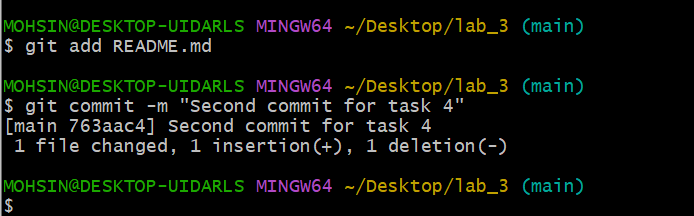 MOHSIN@DESKTOP-UIDARLS MINGW64 ~/Desktop/lab_3 (main)
$ git add README.md
MOHSIN@DESKTOP-UIDARLS MINGW64 ~/Desktop/lab_3 (main)
$ git commit -m "Second commit for task 4"
[main 763aac4] Second commit for task 4
 1 file changed, 1 insertion(+), 1 deletion(-)
MOHSIN@DESKTOP-UIDARLS MINGW64 ~/Desktop/lab_3 (main)
$